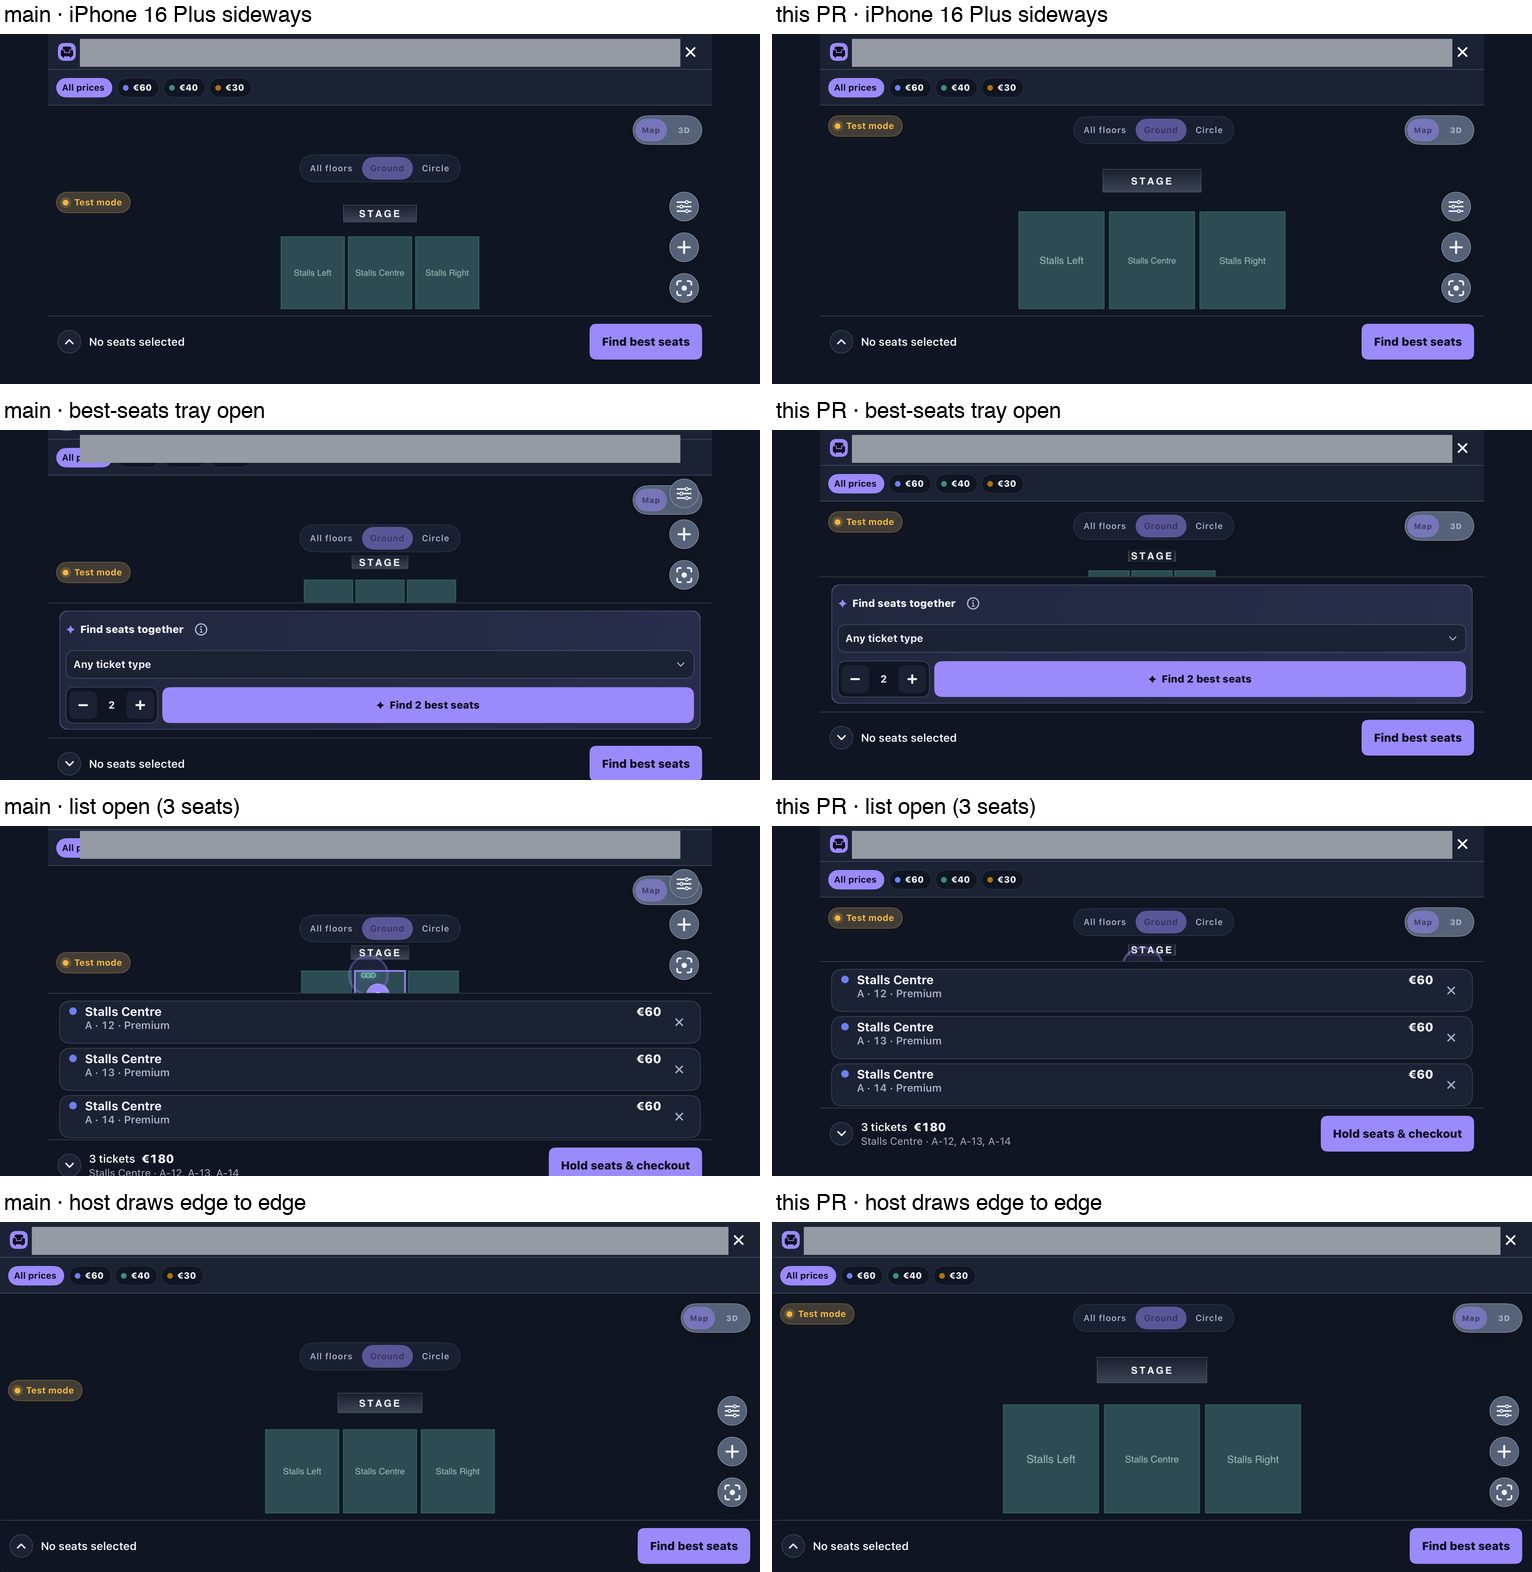 main · iPhone 16 Plus sideways
All prices €60 €40 €30
Map 3D
All floors Ground Circle
Test mode
STAGE
Stalls Left Stalls Centre Stalls Right
No seats selected
Find best seats
this PR · iPhone 16 Plus sideways
All prices €60 €40 €30
Test mode
All floors Ground Circle
Map 3D
STAGE
Stalls Left Stalls Centre Stalls Right
No seats selected
Find best seats
main · best-seats tray open
All p
Map
All floors Ground Circle
STAGE
Test mode
Find seats together
Any ticket type
2
Find 2 best seats
No seats selected
Find best seats
this PR · best-seats tray open
All prices €60 €40 €30
Test mode
All floors Ground Circle
Map 3D
STAGE
Find seats together
Any ticket type
2
Find 2 best seats
No seats selected
Find best seats
main · list open (3 seats)
All p
Map
All floors Ground Circle
STAGE
Test mode
Stalls Centre €60
A · 12 · Premium
Stalls Centre €60
A · 13 · Premium
Stalls Centre €60
A · 14 · Premium
3 tickets €180
Stalls Centre · A-12, A-13, A-14
Hold seats & checkout
this PR · list open (3 seats)
All prices €60 €40 €30
Test mode
All floors Ground Circle
Map 3D
STAGE
Stalls Centre €60
A · 12 · Premium
Stalls Centre €60
A · 13 · Premium
Stalls Centre €60
A · 14 · Premium
3 tickets €180
Stalls Centre · A-12, A-13, A-14
Hold seats & checkout
main · host draws edge to edge
All prices €60 €40 €30
Map 3D
All floors Ground Circle
Test mode
STAGE
Stalls Left Stalls Centre Stalls Right
No seats selected
Find best seats
this PR · host draws edge to edge
All prices €60 €40 €30
Test mode
All floors Ground Circle
Map 3D
STAGE
Stalls Left Stalls Centre Stalls Right
No seats selected
Find best seats